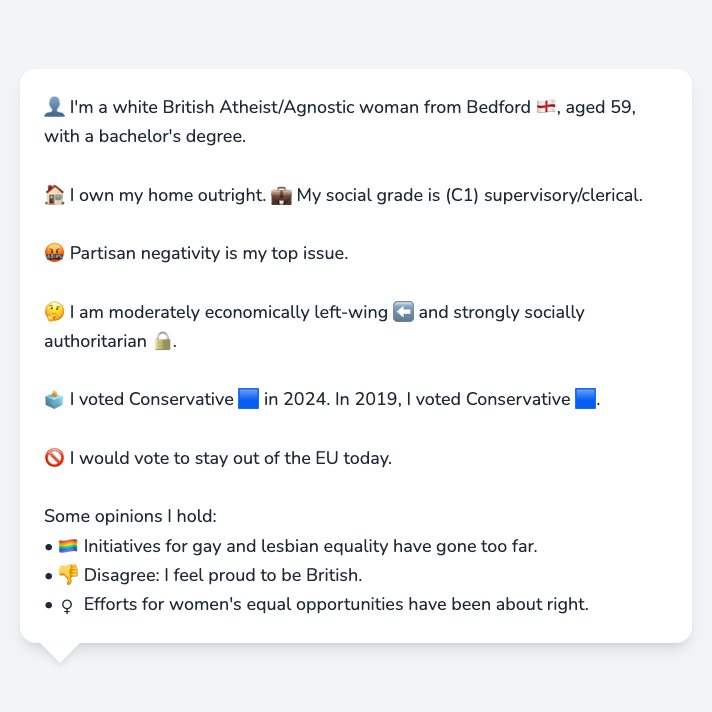 👤 I'm a white British Atheist/Agnostic woman from Bedford 🏴󠁧󠁢󠁥󠁮󠁧󠁿, aged 59,
with a bachelor's degree.
🏠 I own my home outright. 💼 My social grade is (C1) supervisory/clerical.
🤬 Partisan negativity is my top issue.
🤔 I am moderately economically left-wing ⬅️ and strongly socially
authoritarian 🔒.
🗳️ I voted Conservative 🟦 in 2024. In 2019, I voted Conservative 🟦.
🚫 I would vote to stay out of the EU today.
Some opinions I hold:
• 🏳️‍🌈 Initiatives for gay and lesbian equality have gone too far.
• 👎 Disagree: I feel proud to be British.
• ♀ Efforts for women's equal opportunities have been about right.